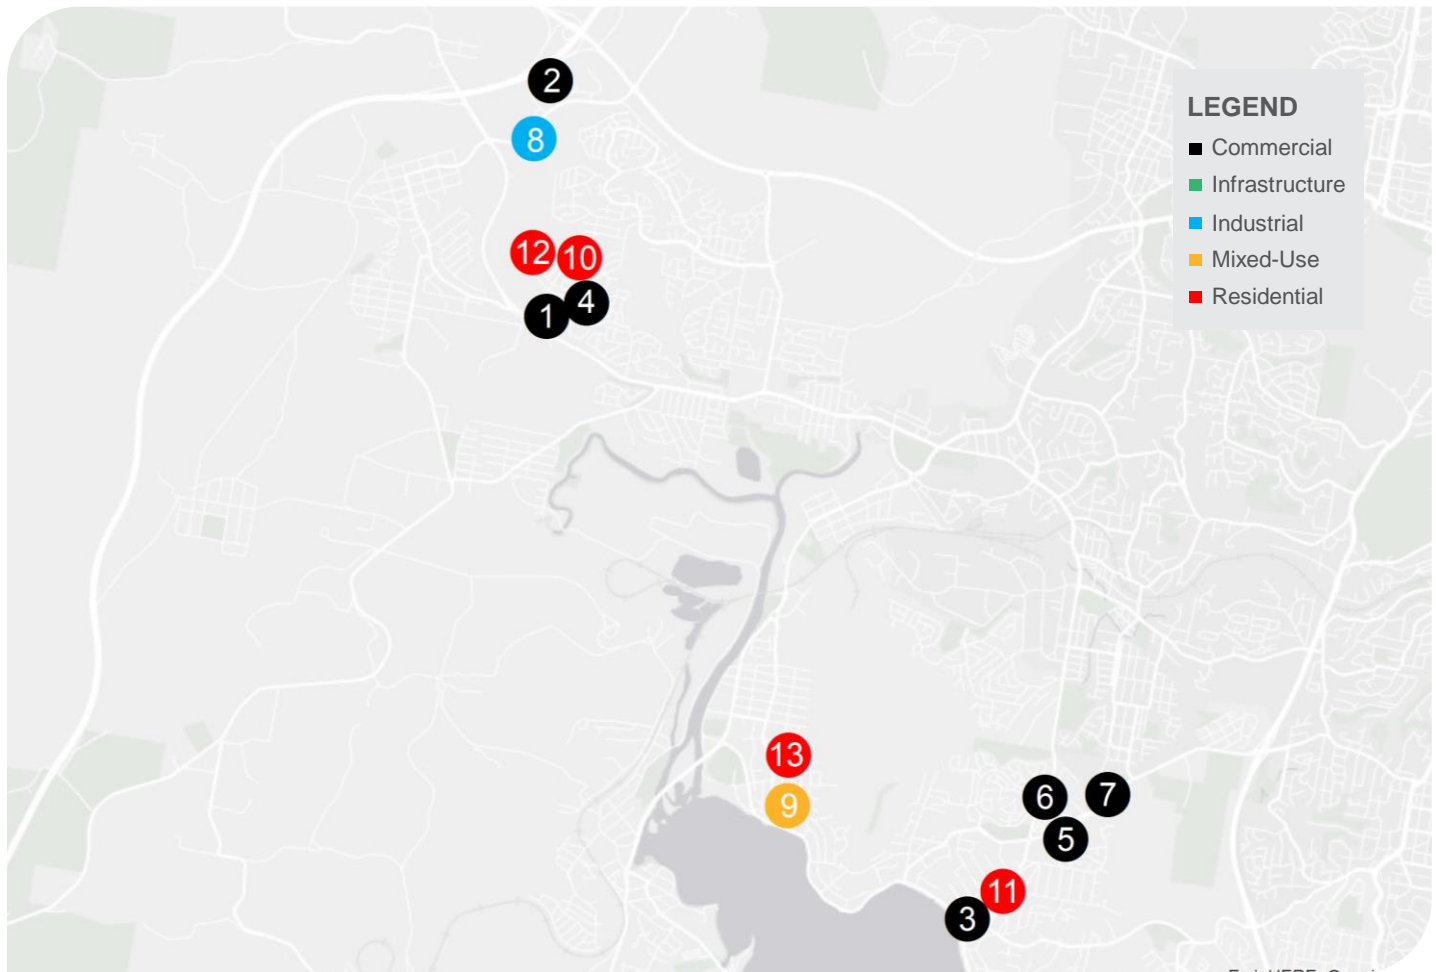 2
LEGEND
Commercial
8
Infrastructure
Industrial
12
10
Mixed-Use
4
Residential
1
13
6
7
9
5
11
3